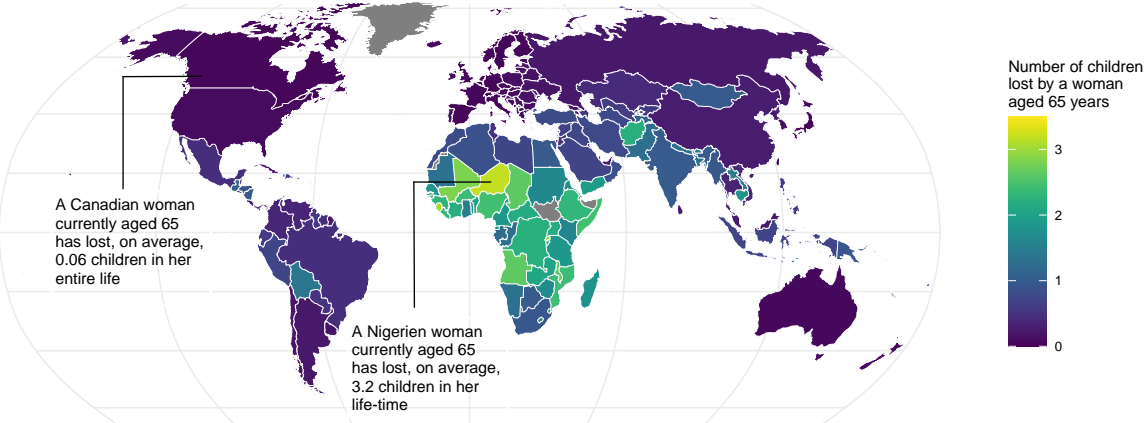 Number of children
lost by a woman
aged 65 years
3
2
1
0
A Canadian woman
currently aged 65
has lost, on average,
0.06 children in her
entire life
A Nigerien woman
currently aged 65
has lost, on average,
3.2 children in her
life-time